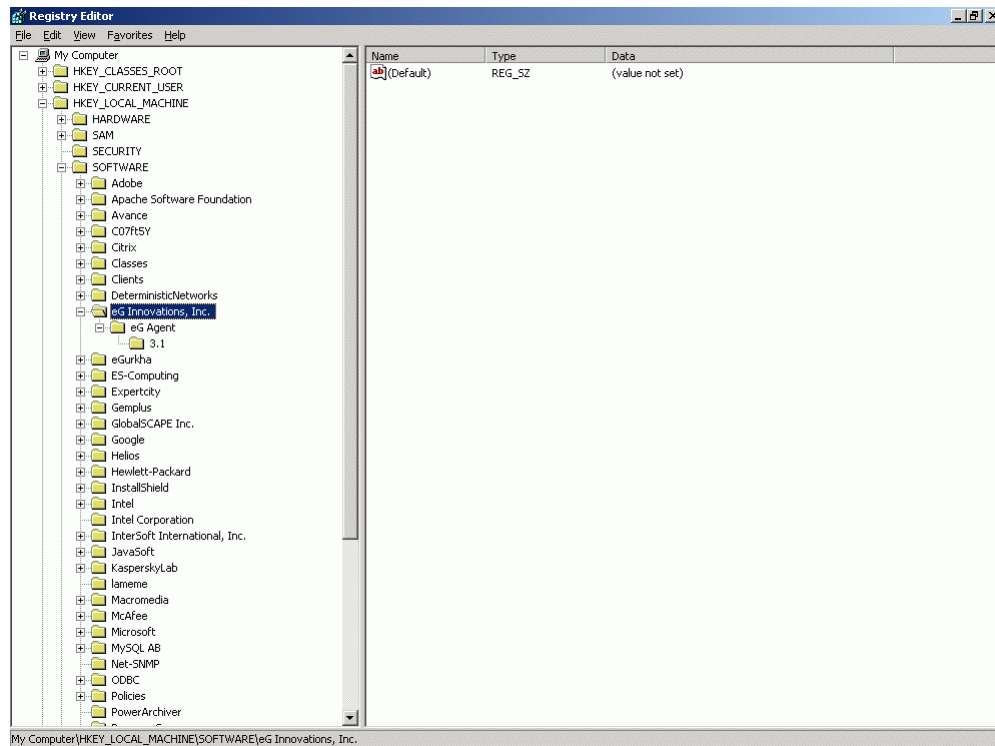 Registry Editor
File Edit View Favorites Help
My Computer
HKEY_CLASSES_ROOT
HKEY_CURRENT_USER
HKEY_LOCAL_MACHINE
HARDWARE
SAM
SECURITY
SOFTWARE
Adobe
Apache Software Foundation
Avance
C07ft5Y
Citrix
Classes
Clients
DeterministicNetworks
eG Innovations, Inc.
eG Agent
3.1
eGurkha
ES-Computing
Expertcity
Gemplus
GlobalSCAPE Inc.
Google
Helios
Hewlett-Packard
InstallShield
Intel
Intel Corporation
InterSoft International, Inc.
JavaSoft
KasperskyLab
lameme
Macromedia
McAfee
Microsoft
MySQL AB
Net-SNMP
ODBC
Policies
PowerArchiver
Name Type Data
ab (Default) REG_SZ (value not set)
My Computer\HKEY_LOCAL_MACHINE\SOFTWARE\eG Innovations, Inc.